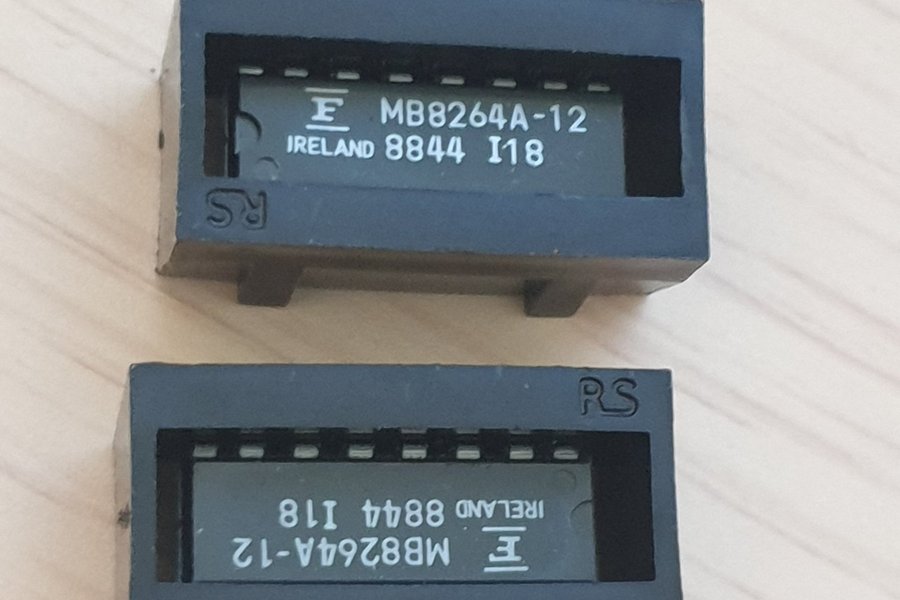 F MB8264A-12
IRELAND 8844 I18
RS
RS
IRELAND 8844 I18
F MB8264A-12